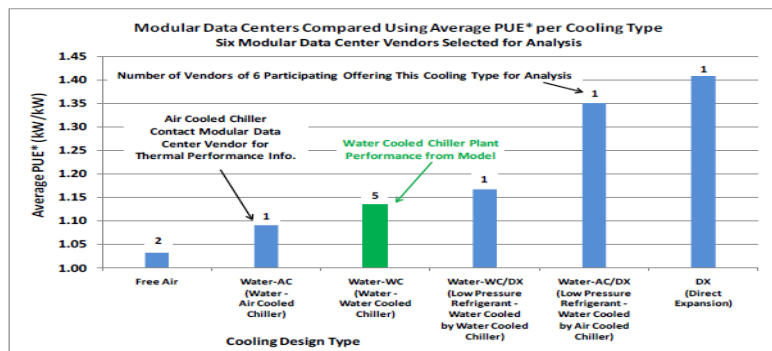 Modular Data Centers Compared Using Average PUE* per Cooling Type
Six Modular Data Center Vendors Selected for Analysis
Average PUE* (kW/kW)
1.45
1.40
1.35
1.30
1.25
1.20
1.15
1.10
1.05
1.00
Number of Vendors of 6 Participating Offering This Cooling Type for Analysis
Air Cooled Chiller
Contact Modular Data
Center Vendor for
Thermal Performance Info.
Water Cooled Chiller Plant
Performance from Model
2
1
5
1
1
1
Free Air
Water-AC
(Water -
Air Cooled
Chiller)
Water-WC
(Water -
Water Cooled
Chiller)
Water-WC/DX
(Low Pressure
Refrigerant -
Water Cooled
by Water Cooled
Chiller)
Water-AC/DX
(Low Pressure
Refrigerant -
Water Cooled
by Air Cooled
Chiller)
DX
(Direct
Expansion)
Cooling Design Type